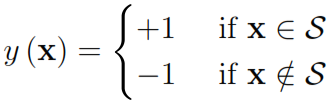 y (x) = { +1 if x ∈ S
−1 if x ∉ S